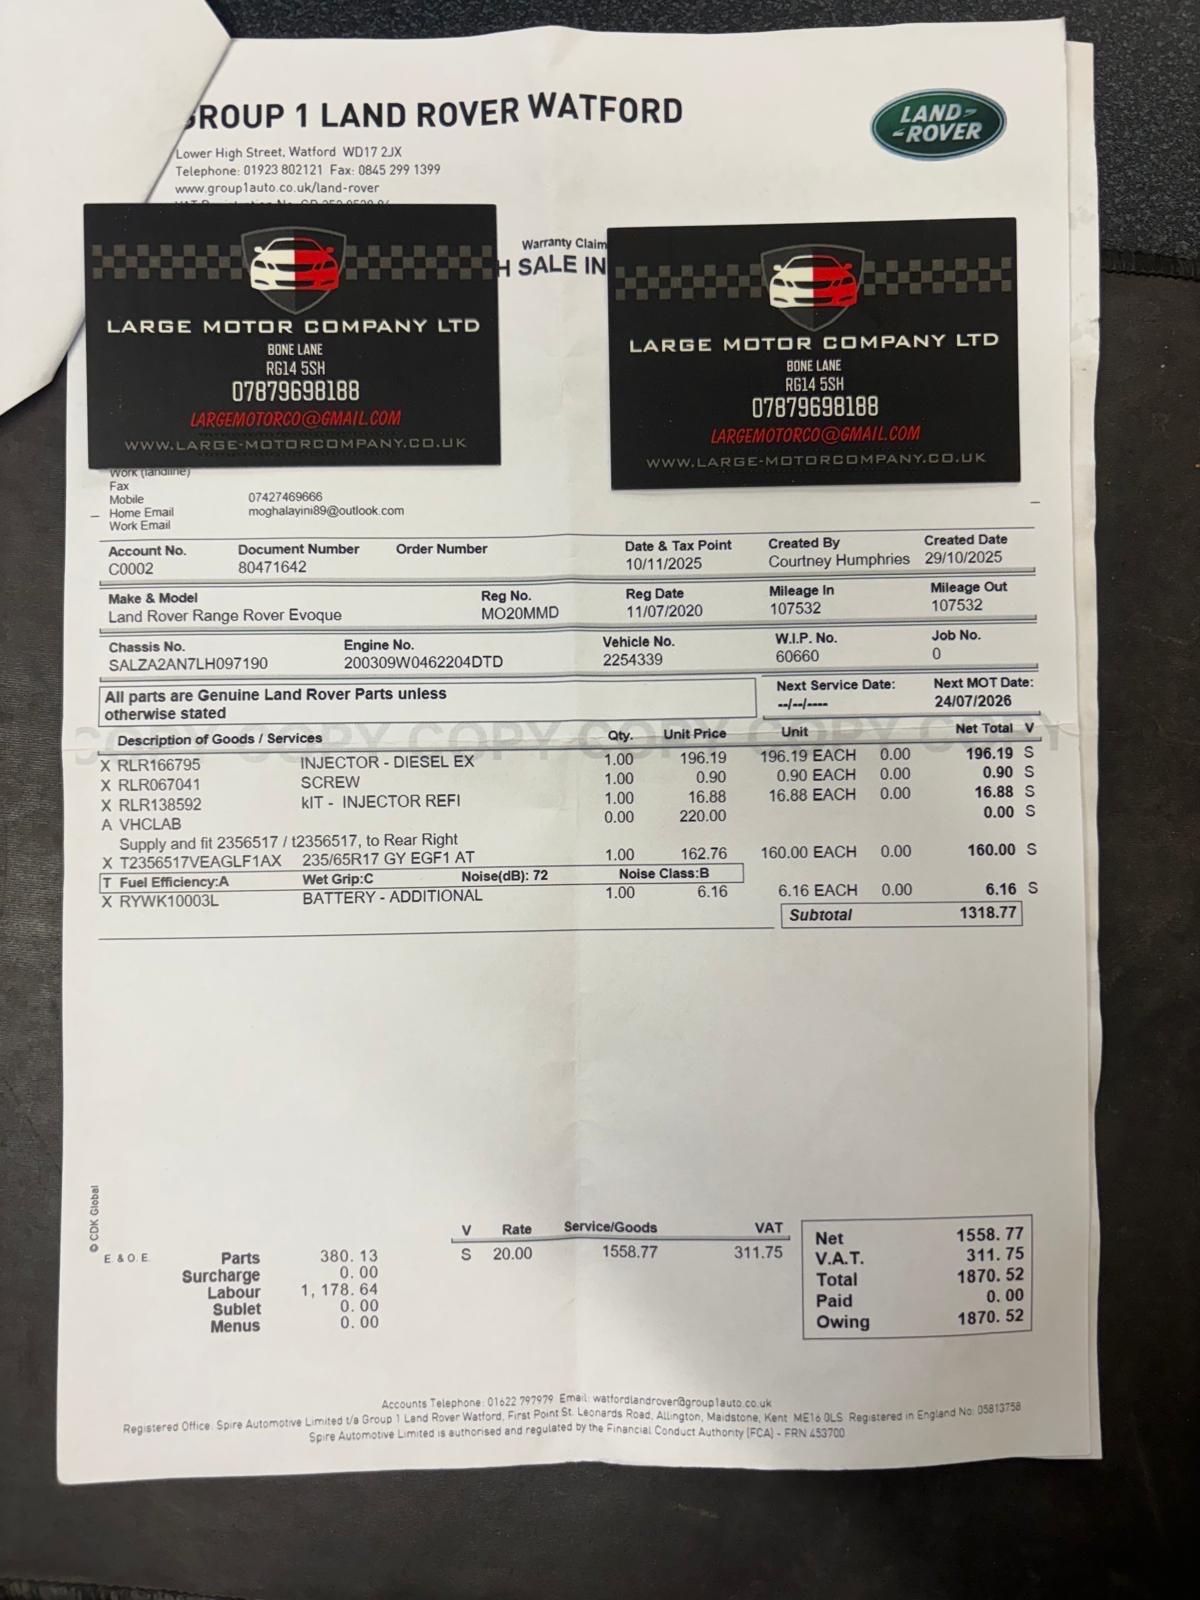 GROUP 1 LAND ROVER WATFORD
LAND ROVER
Lower High Street, Watford WD17 2JX
Telephone: 01923 802121 Fax: 0845 299 1399
www.group1auto.co.uk/land-rover
Warranty Claim
H SALE IN
LARGE MOTOR COMPANY LTD
BONE LANE
RG14 5SH
07879698188
LARGEMOTORCO@GMAIL.COM
WWW.LARGE-MOTORCOMPANY.CO.UK
LARGE MOTOR COMPANY LTD
BONE LANE
RG14 5SH
07879698188
LARGEMOTORCO@GMAIL.COM
WWW.LARGE-MOTORCOMPANY.CO.UK
Work (landline)
Fax
Mobile 07427469666
Home Email moghalayini89@outlook.com
Work Email
Account No. Document Number Order Number Date & Tax Point Created By Created Date
C0002 80471642 10/11/2025 Courtney Humphries 29/10/2025
Make & Model Reg No. Reg Date Mileage In Mileage Out
Land Rover Range Rover Evoque MO20MMD 11/07/2020 107532 107532
Chassis No. Engine No. Vehicle No. W.I.P. No. Job No.
SALZA2AN7LH097190 200309W0462204DTD 2254339 60660 0
All parts are Genuine Land Rover Parts unless
otherwise stated
Next Service Date: Next MOT Date:
--/--/---- 24/07/2026
COPY COPY COPY COPY COPY COPY
Description of Goods / Services Qty. Unit Price Unit Net Total V
X RLR166795 INJECTOR - DIESEL EX 1.00 196.19 196.19 EACH 0.00 196.19 S
X RLR067041 SCREW 1.00 0.90 0.90 EACH 0.00 0.90 S
X RLR138592 kIT - INJECTOR REFI 1.00 16.88 16.88 EACH 0.00 16.88 S
A VHCLAB 0.00 220.00 0.00 S
Supply and fit 2356517 / t2356517, to Rear Right
X T2356517VEAGLF1AX 235/65R17 GY EGF1 AT 1.00 162.76 160.00 EACH 0.00 160.00 S
T Fuel Efficiency:A Wet Grip:C Noise(dB): 72 Noise Class:B
X RYWK10003L BATTERY - ADDITIONAL 1.00 6.16 6.16 EACH 0.00 6.16 S
Subtotal 1318.77
© CDK Global
E. & O. E.
Parts 380.13
Surcharge 0.00
Labour 1,178.64
Sublet 0.00
Menus 0.00
V Rate Service/Goods VAT
S 20.00 1558.77 311.75
Net 1558.77
V.A.T. 311.75
Total 1870.52
Paid 0.00
Owing 1870.52
Accounts Telephone: 01622 797979 Email: watfordlandrover@group1auto.co.uk
Registered Office: Spire Automotive Limited t/a Group 1 Land Rover Watford, First Point St. Leonards Road, Allington, Maidstone, Kent ME16 0LS Registered in England No: 05813758
Spire Automotive Limited is authorised and regulated by the Financial Conduct Authority (FCA) - FRN 453700